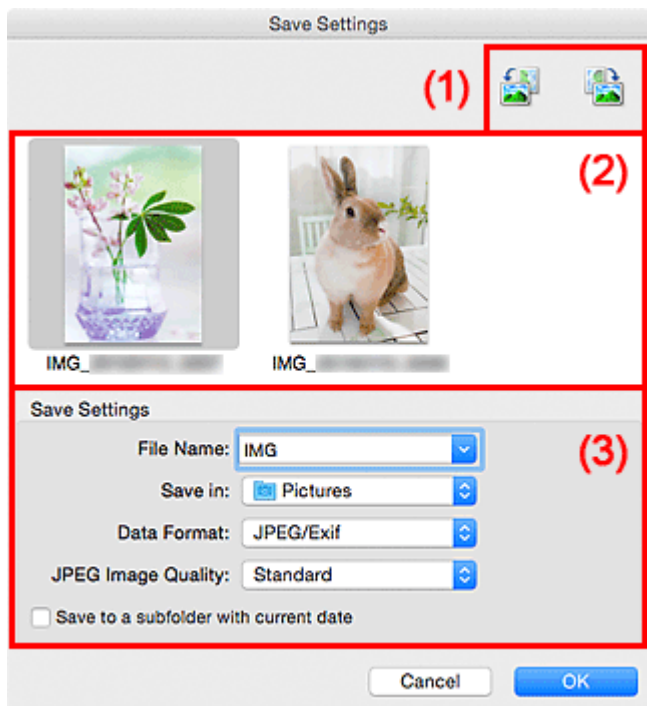 Save Settings
(1)
(2)
IMG_
IMG_
Save Settings
(3)
File Name: IMG
Save in: Pictures
Data Format: JPEG/Exif
JPEG Image Quality: Standard
Save to a subfolder with current date
Cancel OK